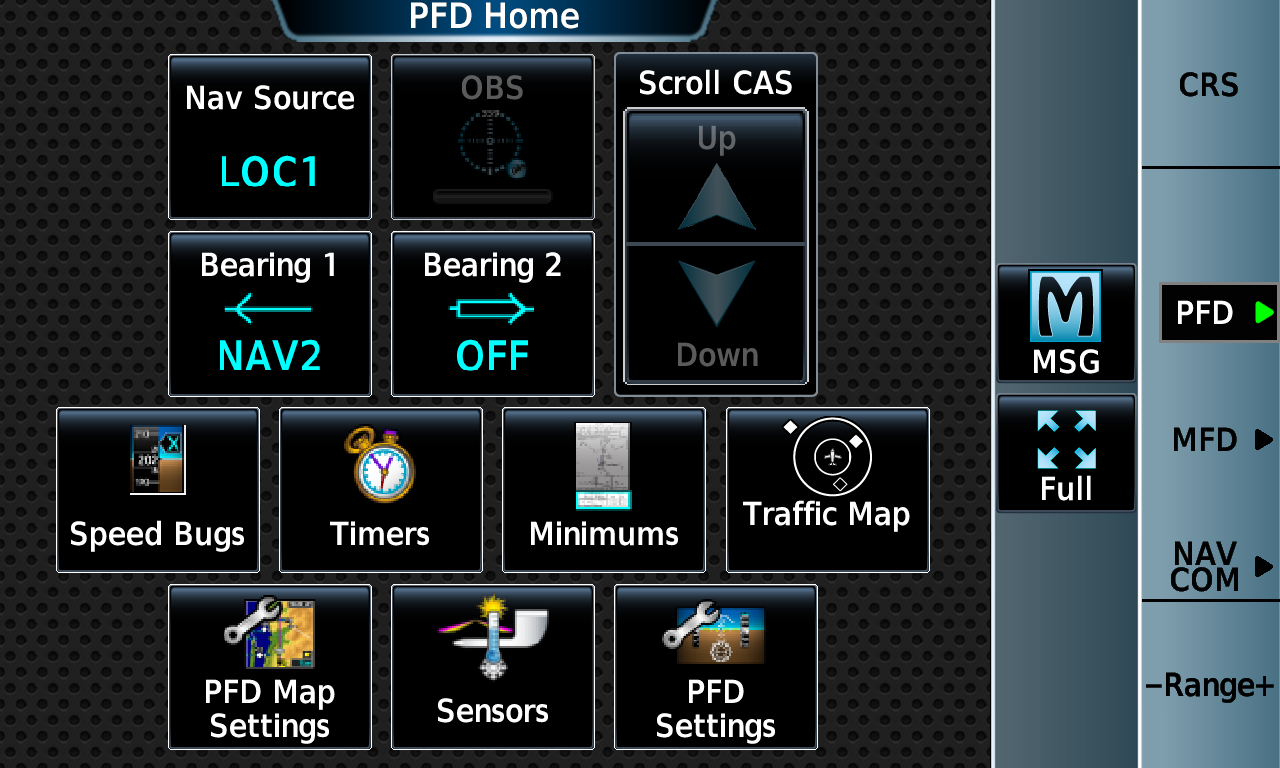 PFD Home
Nav Source
LOC1
OBS
Scroll CAS
Up
Down
Bearing 1
NAV2
Bearing 2
OFF
Speed Bugs
Timers
Minimums
Traffic Map
PFD Map
Settings
Sensors
PFD
Settings
M
MSG
Full
CRS
PFD
MFD
NAV
COM
−Range+